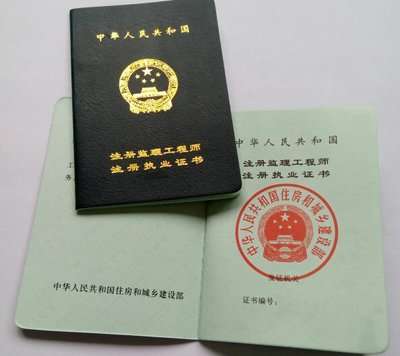 中华人民共和国
注册监理工程师
注册执业证书
中华人民共和国住房和城乡建设部
中华人民共和国
注册监理工程师
注册执业证书
中华人民共和国住房和城乡建设部
发证机关
证书编号：